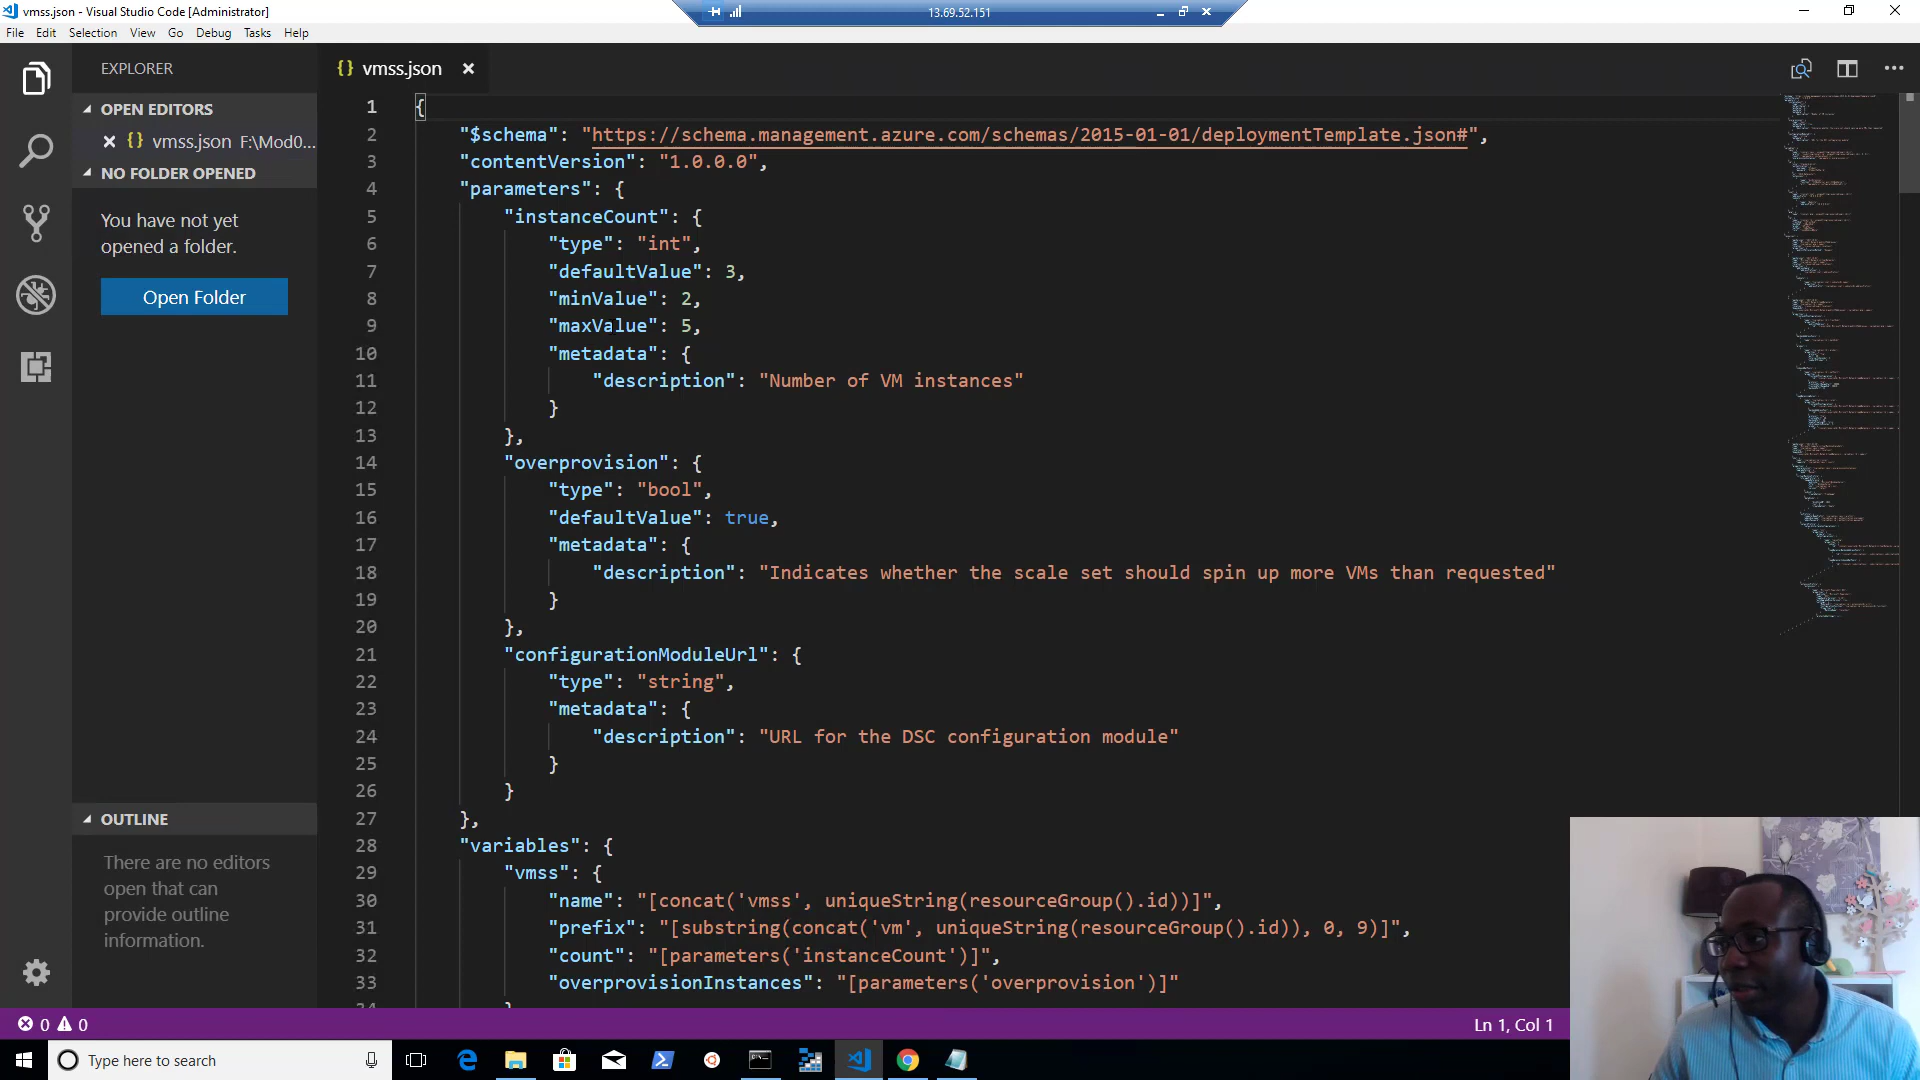 vmss.json - Visual Studio Code [Administrator]
13.69.52.151
File Edit Selection View Go Debug Tasks Help
EXPLORER
OPEN EDITORS
vmss.json F:\Mod0...
NO FOLDER OPENED
You have not yet
opened a folder.
Open Folder
OUTLINE
There are no editors
open that can
provide outline
information.
{} vmss.json
1 {
2 "$schema": "https://schema.management.azure.com/schemas/2015-01-01/deploymentTemplate.json#",
3 "contentVersion": "1.0.0.0",
4 "parameters": {
5 "instanceCount": {
6 "type": "int",
7 "defaultValue": 3,
8 "minValue": 2,
9 "maxValue": 5,
10 "metadata": {
11 "description": "Number of VM instances"
12 }
13 },
14 "overprovision": {
15 "type": "bool",
16 "defaultValue": true,
17 "metadata": {
18 "description": "Indicates whether the scale set should spin up more VMs than requested"
19 }
20 },
21 "configurationModuleUrl": {
22 "type": "string",
23 "metadata": {
24 "description": "URL for the DSC configuration module"
25 }
26 }
27 },
28 "variables": {
29 "vmss": {
30 "name": "[concat('vmss', uniqueString(resourceGroup().id))]",
31 "prefix": "[substring(concat('vm', uniqueString(resourceGroup().id)), 0, 9)]",
32 "count": "[parameters('instanceCount')]",
33 "overprovisionInstances": "[parameters('overprovision')]"
0 0
Ln 1, Col 1
Type here to search